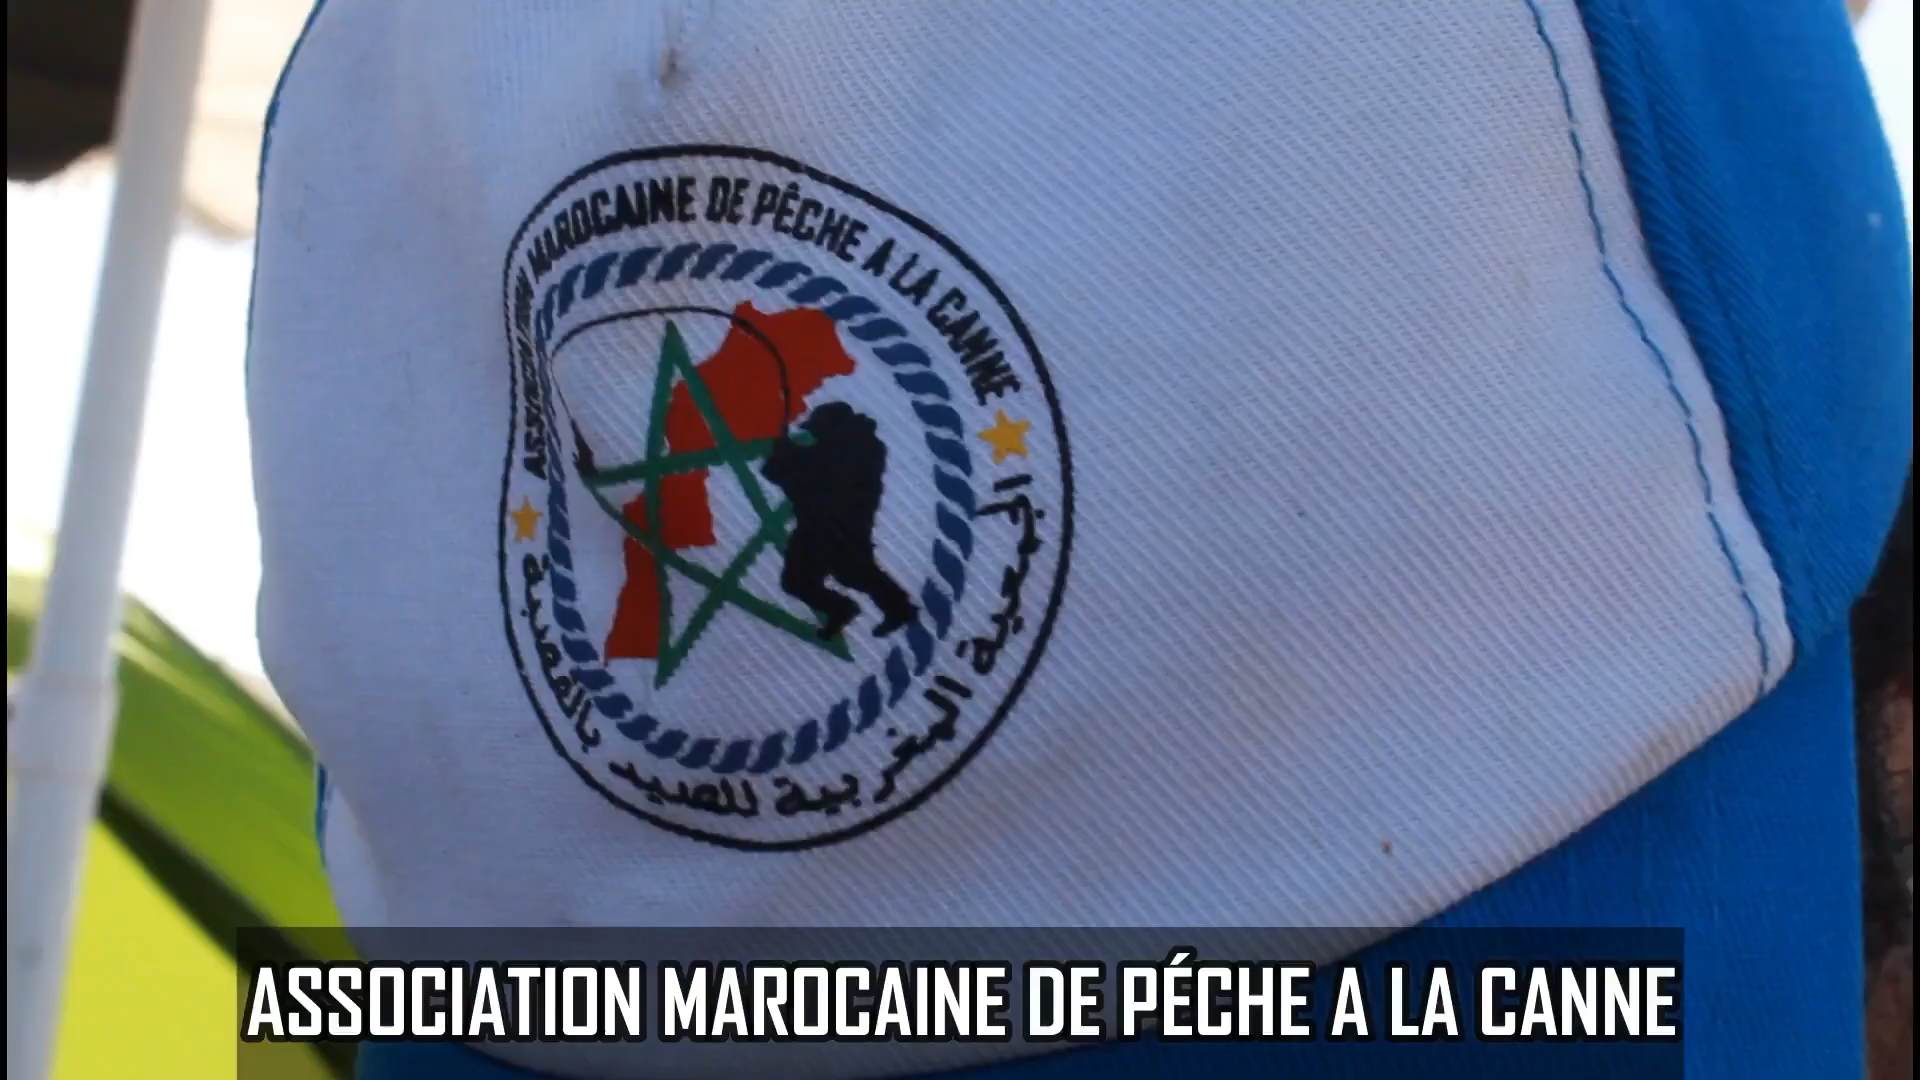 ASSOCIATION MAROCAINE DE PÊCHE A LA CANNE
الجمعية المغربية للصيد بالقصبة
ASSOCIATION MAROCAINE DE PÉCHE A LA CANNE